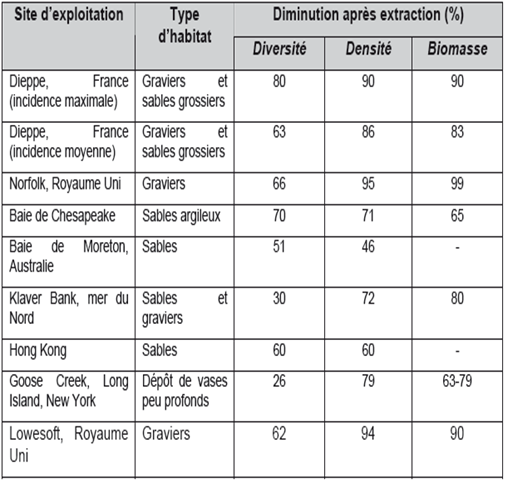 Site d'exploitation Type d'habitat Diminution après extraction (%)
Diversité Densité Biomasse
Dieppe, France (incidence maximale) Graviers et sables grossiers 80 90 90
Dieppe, France (incidence moyenne) Graviers et sables grossiers 63 86 83
Norfolk, Royaume Uni Graviers 66 95 99
Baie de Chesapeake Sables argileux 70 71 65
Baie de Moreton, Australie Sables 51 46 -
Klaver Bank, mer du Nord Sables et graviers 30 72 80
Hong Kong Sables 60 60 -
Goose Creek, Long Island, New York Dépôt de vases peu profonds 26 79 63-79
Lowesoft, Royaume Uni Graviers 62 94 90